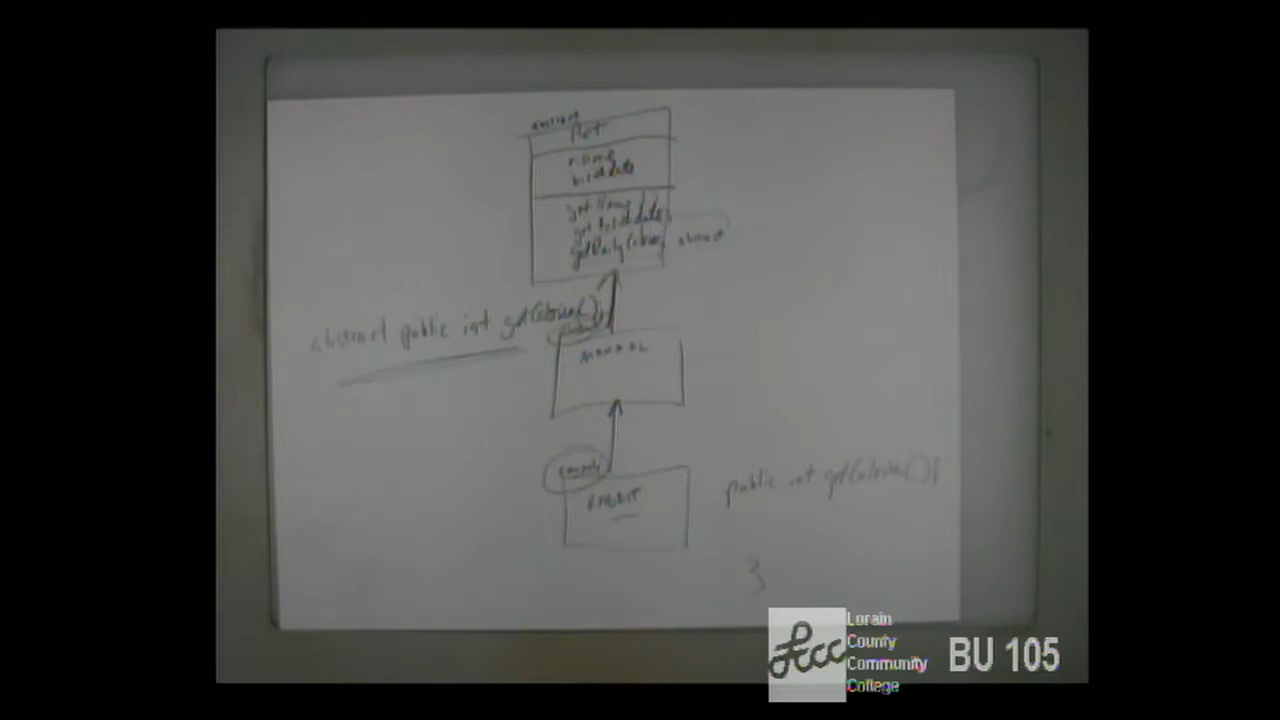 abstract
Pet
name
birthdate
getName
getBirthdate
getDailyCalories abstract
abstract public int getCalories();
MAMMAL
RABBIT
public int getCalories(){
}
Lorain
County
Community
College
BU 105
lccc